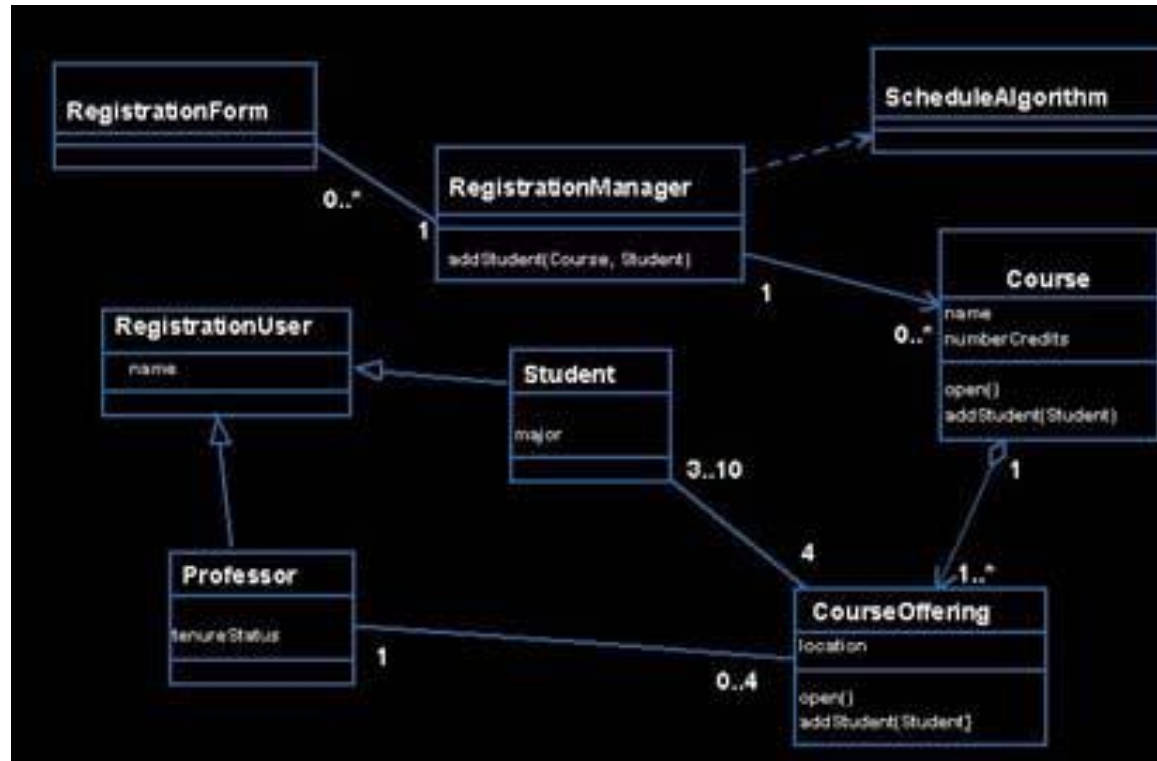 RegistrationForm
ScheduleAlgorithm
RegistrationManager
0..*
1
addStudent(Course, Student)
1
Course
name
0..*
numberCredits
open()
addStudent(Student)
1
RegistrationUser
name
Student
major
3..10
4
1..*
Professor
tenureStatus
1
0..4
CourseOffering
location
open()
addStudent(Student]